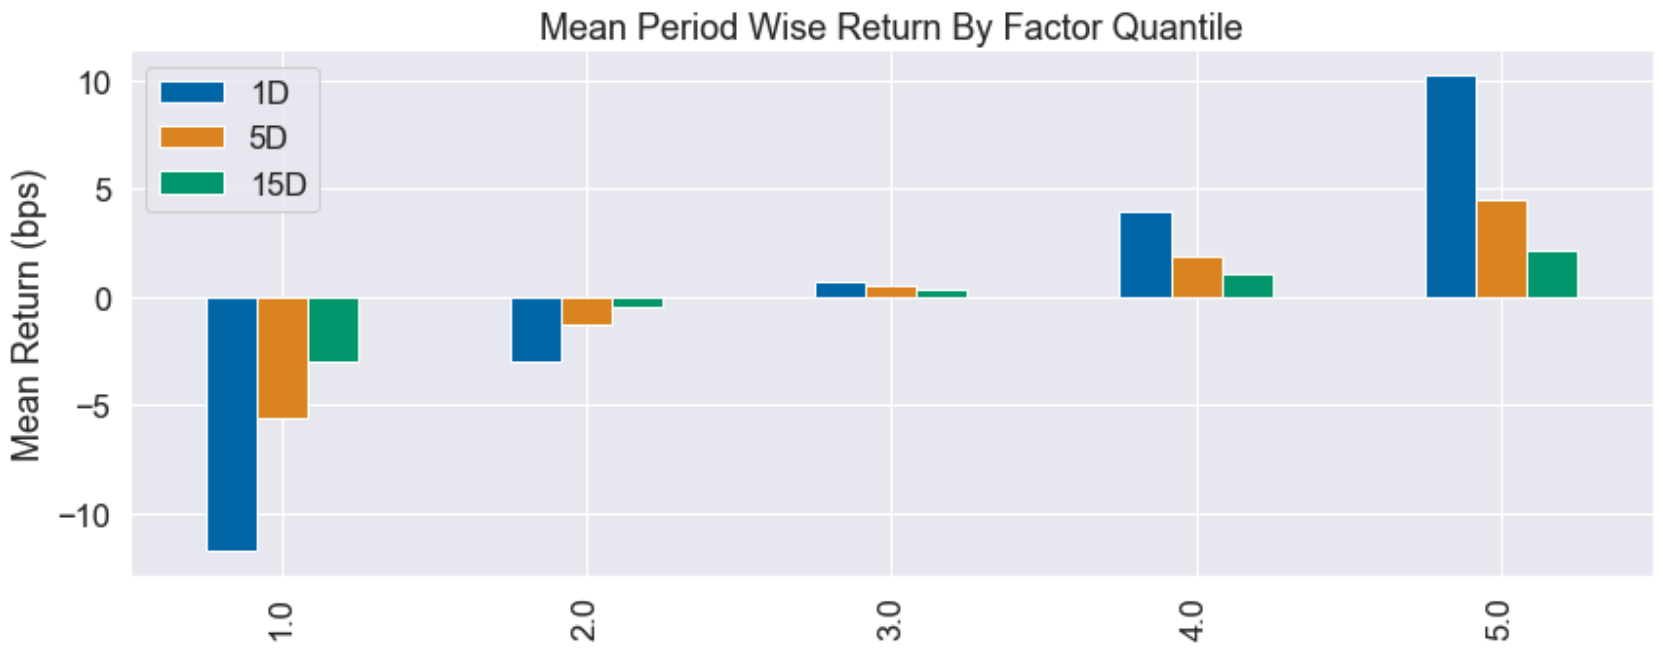 Mean Period Wise Return By Factor Quantile
Mean Return (bps)
10
5
0
−5
−10
1D
5D
15D
1.0
2.0
3.0
4.0
5.0